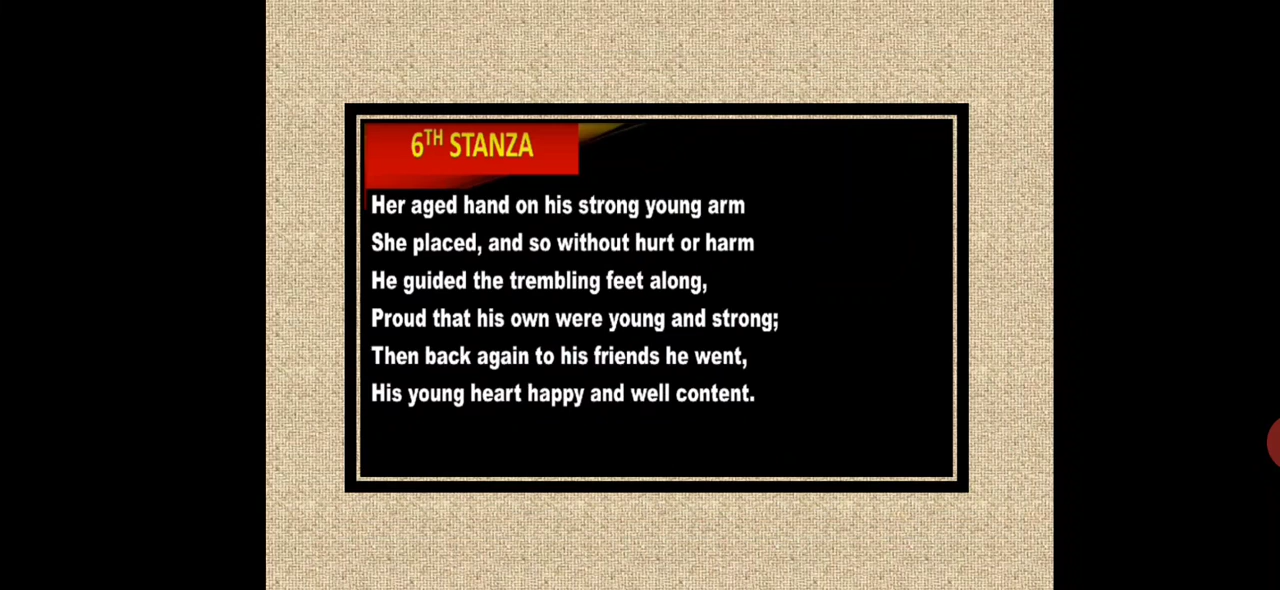 6TH STANZA
Her aged hand on his strong young arm
She placed, and so without hurt or harm
He guided the trembling feet along,
Proud that his own were young and strong;
Then back again to his friends he went,
His young heart happy and well content.